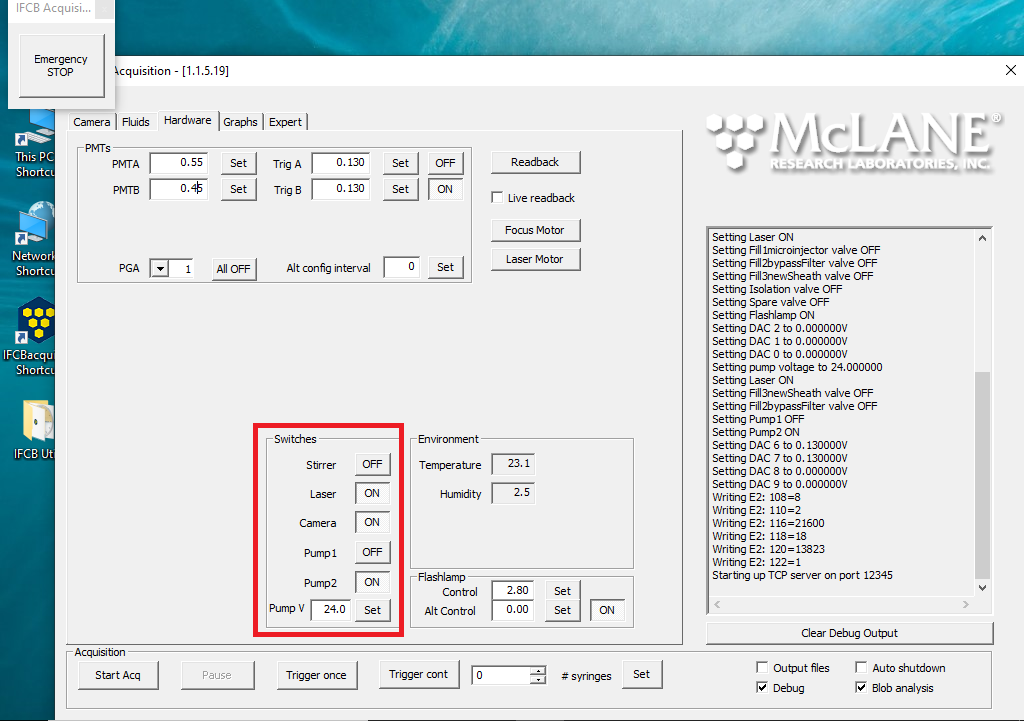 IFCB Acquisi...
Emergency
STOP
Acquisition - [1.1.5.19]
This PC
Shortcu
Network
Shortcu
IFCBacqui
Shortcu
IFCB Uti
Camera Fluids Hardware Graphs Expert
McLANE®
RESEARCH LABORATORIES, INC.
PMTs
PMTA 0.55 Set Trig A 0.130 Set OFF
PMTB 0.45 Set Trig B 0.130 Set ON
PGA 1 All OFF Alt config interval 0 Set
Readback
Live readback
Focus Motor
Laser Motor
Switches
Stirrer OFF
Laser ON
Camera ON
Pump1 OFF
Pump2 ON
Pump V 24.0 Set
Environment
Temperature 23.1
Humidity 2.5
Flashlamp
Control 2.80 Set
Alt Control 0.00 Set ON
Setting Laser ON
Setting Fill1microinjector valve OFF
Setting Fill2bypassFilter valve OFF
Setting Fill3newSheath valve OFF
Setting Isolation valve OFF
Setting Spare valve OFF
Setting Flashlamp ON
Setting DAC 2 to 0.000000V
Setting DAC 1 to 0.000000V
Setting DAC 0 to 0.000000V
Setting pump voltage to 24.000000
Setting Laser ON
Setting Fill3newSheath valve OFF
Setting Fill2bypassFilter valve OFF
Setting Pump1 OFF
Setting Pump2 ON
Setting DAC 6 to 0.130000V
Setting DAC 7 to 0.130000V
Setting DAC 8 to 0.000000V
Setting DAC 9 to 0.000000V
Writing E2: 108=8
Writing E2: 110=2
Writing E2: 116=21600
Writing E2: 118=18
Writing E2: 120=13823
Writing E2: 122=1
Starting up TCP server on port 12345
Clear Debug Output
Acquisition
Start Acq Pause Trigger once Trigger cont 0 # syringes Set
Output files Auto shutdown
Debug Blob analysis